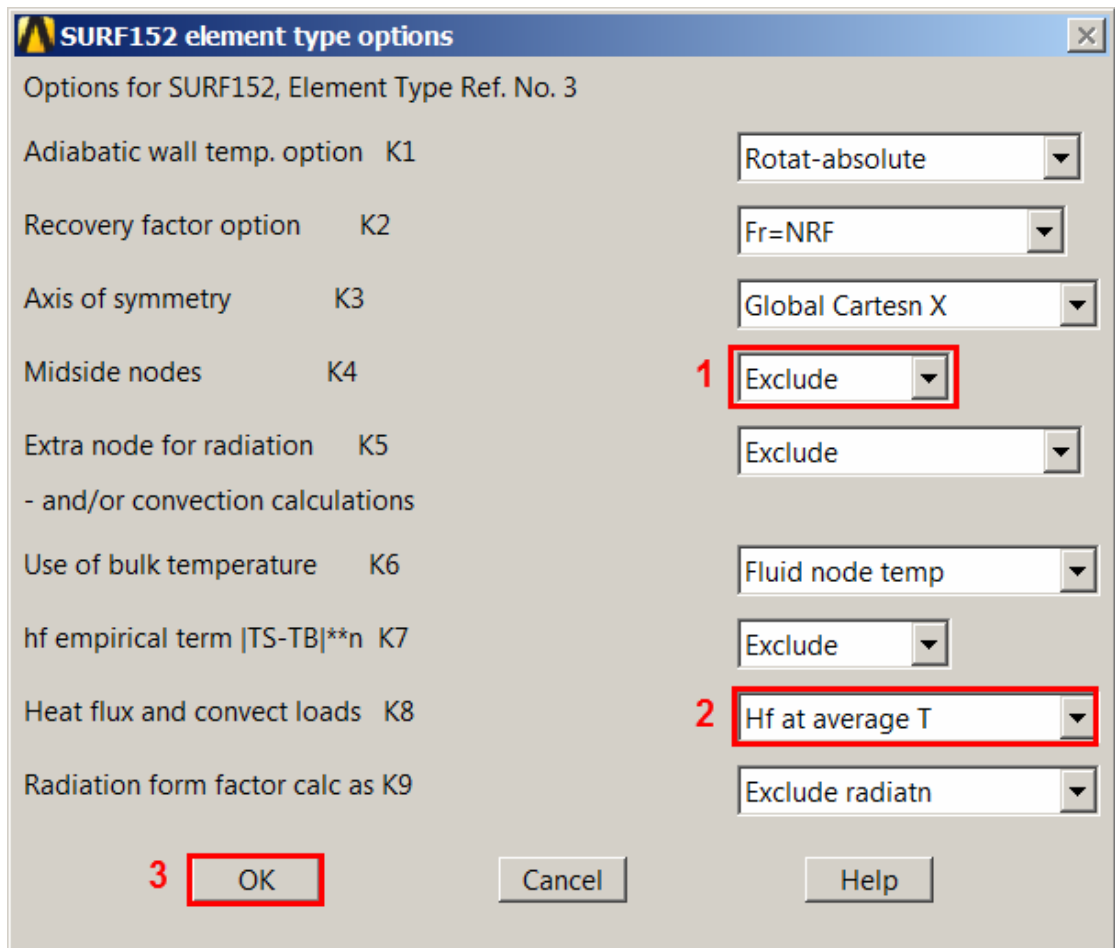 SURF152 element type options
Options for SURF152, Element Type Ref. No. 3
Adiabatic wall temp. option K1 Rotat-absolute
Recovery factor option K2 Fr=NRF
Axis of symmetry K3 Global Cartesn X
Midside nodes K4 1 Exclude
Extra node for radiation K5 Exclude
- and/or convection calculations
Use of bulk temperature K6 Fluid node temp
hf empirical term |TS-TB|**n K7 Exclude
Heat flux and convect loads K8 2 Hf at average T
Radiation form factor calc as K9 Exclude radiatn
3 OK Cancel Help